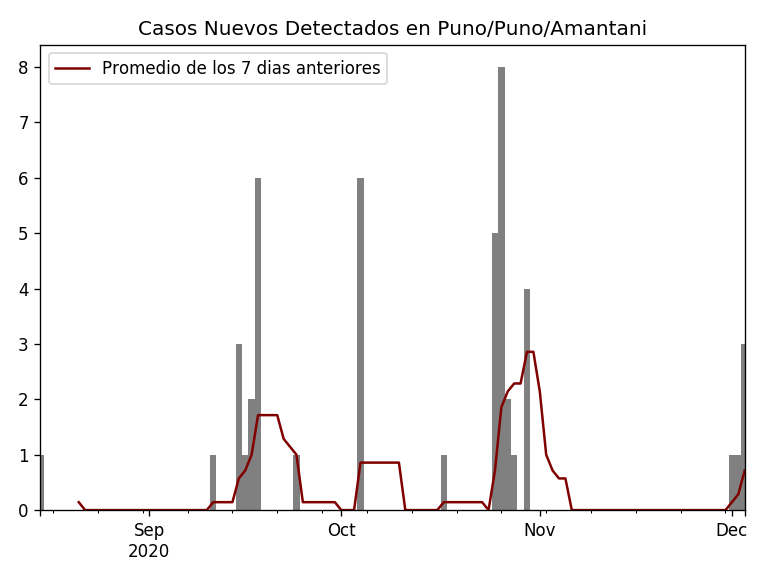 Casos Nuevos Detectados en Puno/Puno/Amantani
Promedio de los 7 dias anteriores
8
7
6
5
4
3
2
1
0
Sep
2020
Oct
Nov
Dec